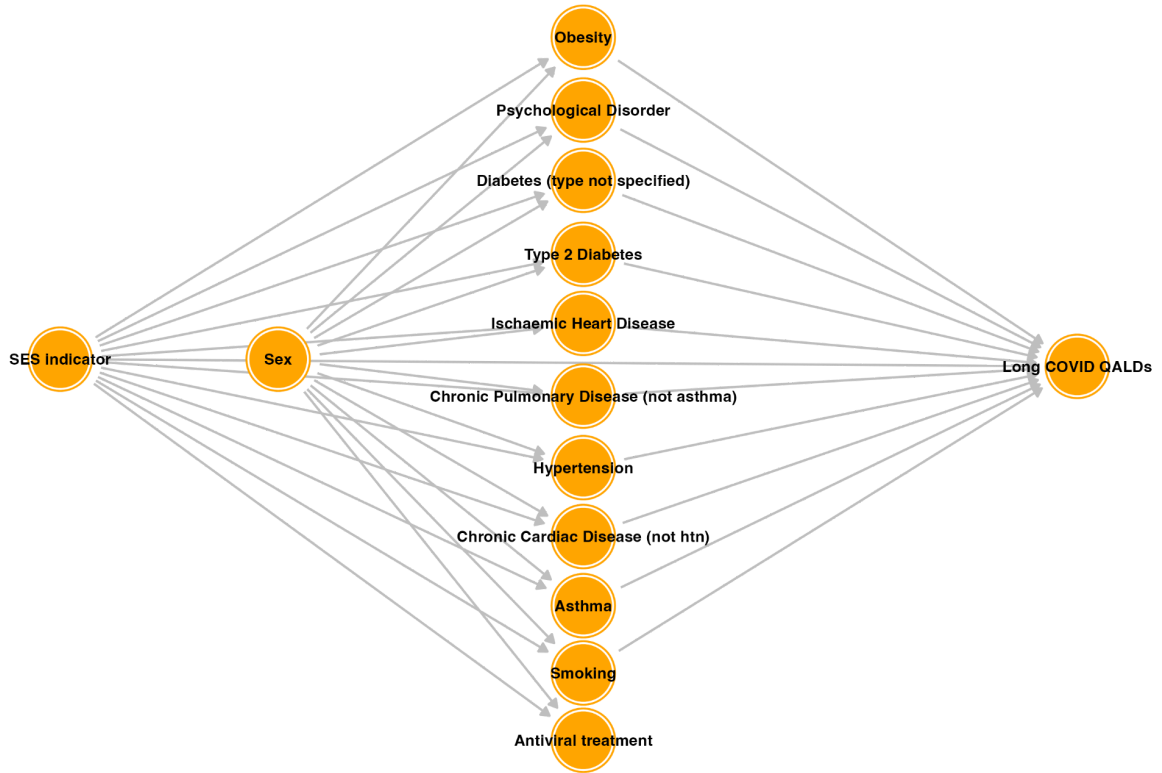 Obesity
Psychological Disorder
Diabetes (type not specified)
Type 2 Diabetes
Ischaemic Heart Disease
SES indicator
Sex
Long COVID QALDs
Chronic Pulmonary Disease (not asthma)
Hypertension
Chronic Cardiac Disease (not htn)
Asthma
Smoking
Antiviral treatment